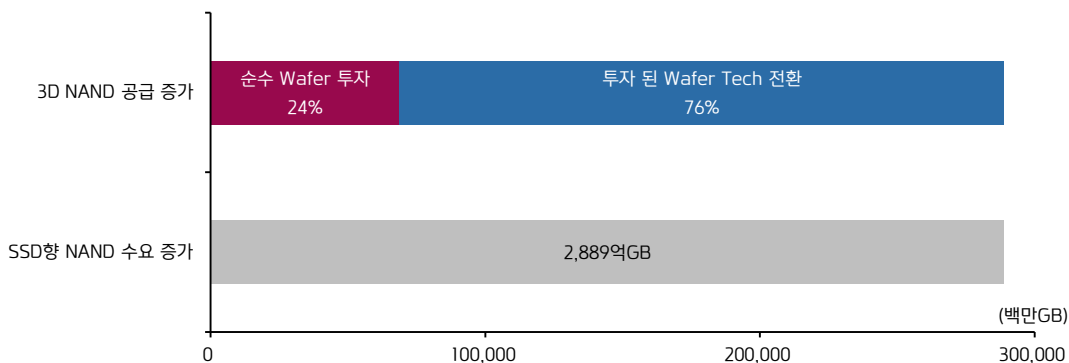 3D NAND 공급 증가
순수 Wafer 투자
24%
투자 된 Wafer Tech 전환
76%
SSD향 NAND 수요 증가
2,889억GB
(백만GB)
0
100,000
200,000
300,000